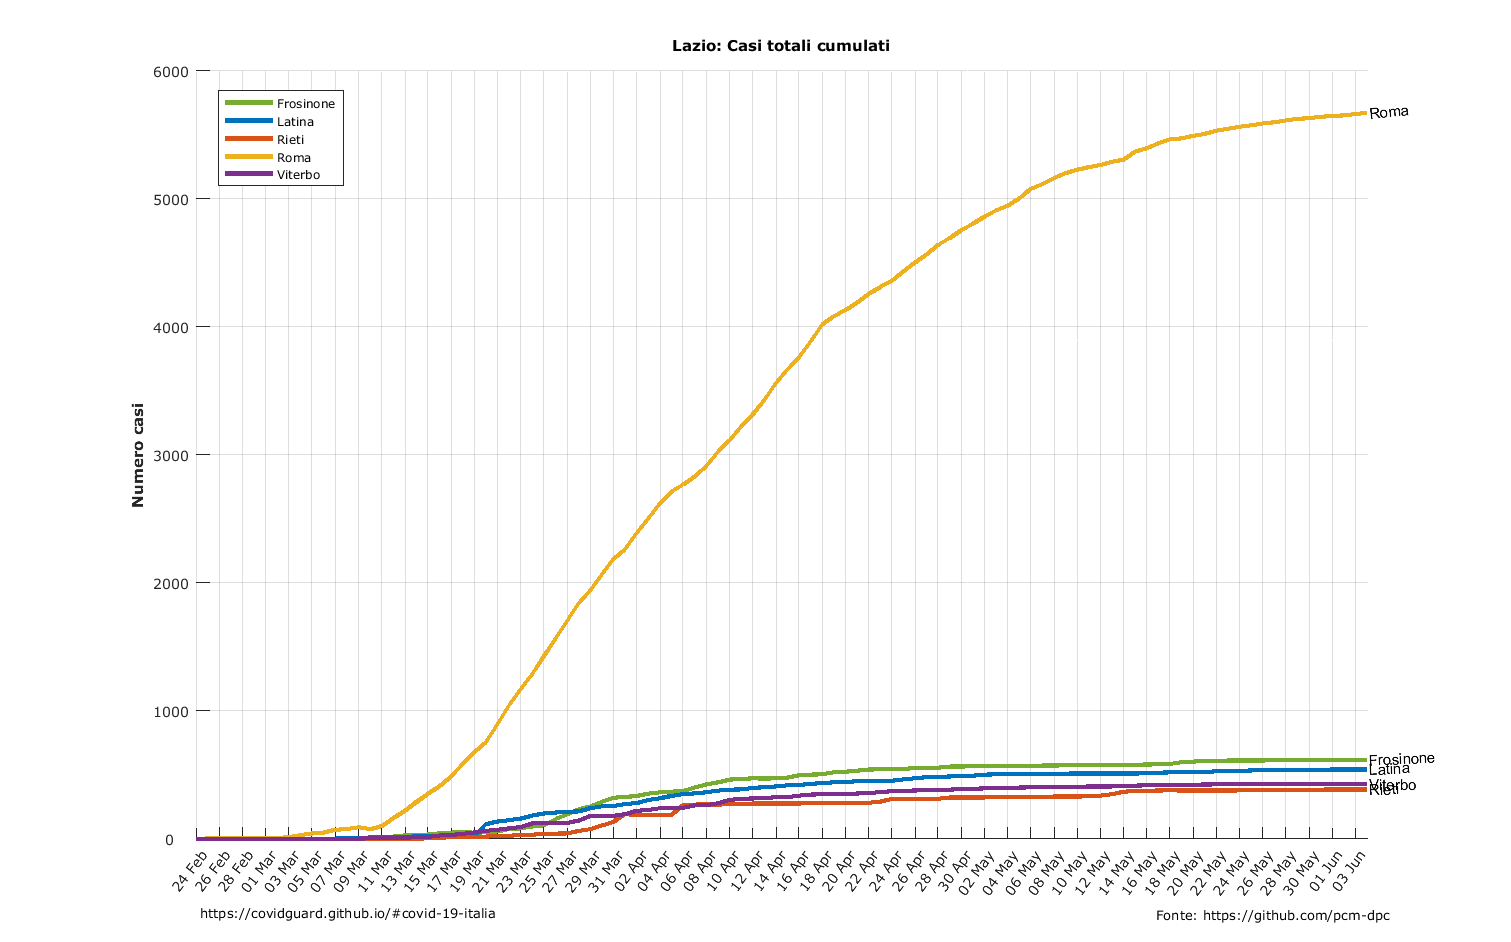 Lazio: Casi totali cumulati
6000
5000
4000
3000
2000
1000
0
Numero casi
Frosinone
Latina
Rieti
Roma
Viterbo
Roma
Frosinone
Latina
Viterbo
Rieti
24 Feb
26 Feb
28 Feb
01 Mar
03 Mar
05 Mar
07 Mar
09 Mar
11 Mar
13 Mar
15 Mar
17 Mar
19 Mar
21 Mar
23 Mar
25 Mar
27 Mar
29 Mar
31 Mar
02 Apr
04 Apr
06 Apr
08 Apr
10 Apr
12 Apr
14 Apr
16 Apr
18 Apr
20 Apr
22 Apr
24 Apr
26 Apr
28 Apr
30 Apr
02 May
04 May
06 May
08 May
10 May
12 May
14 May
16 May
18 May
20 May
22 May
24 May
26 May
28 May
30 May
01 Jun
03 Jun
https://covidguard.github.io/#covid-19-italia
Fonte: https://github.com/pcm-dpc